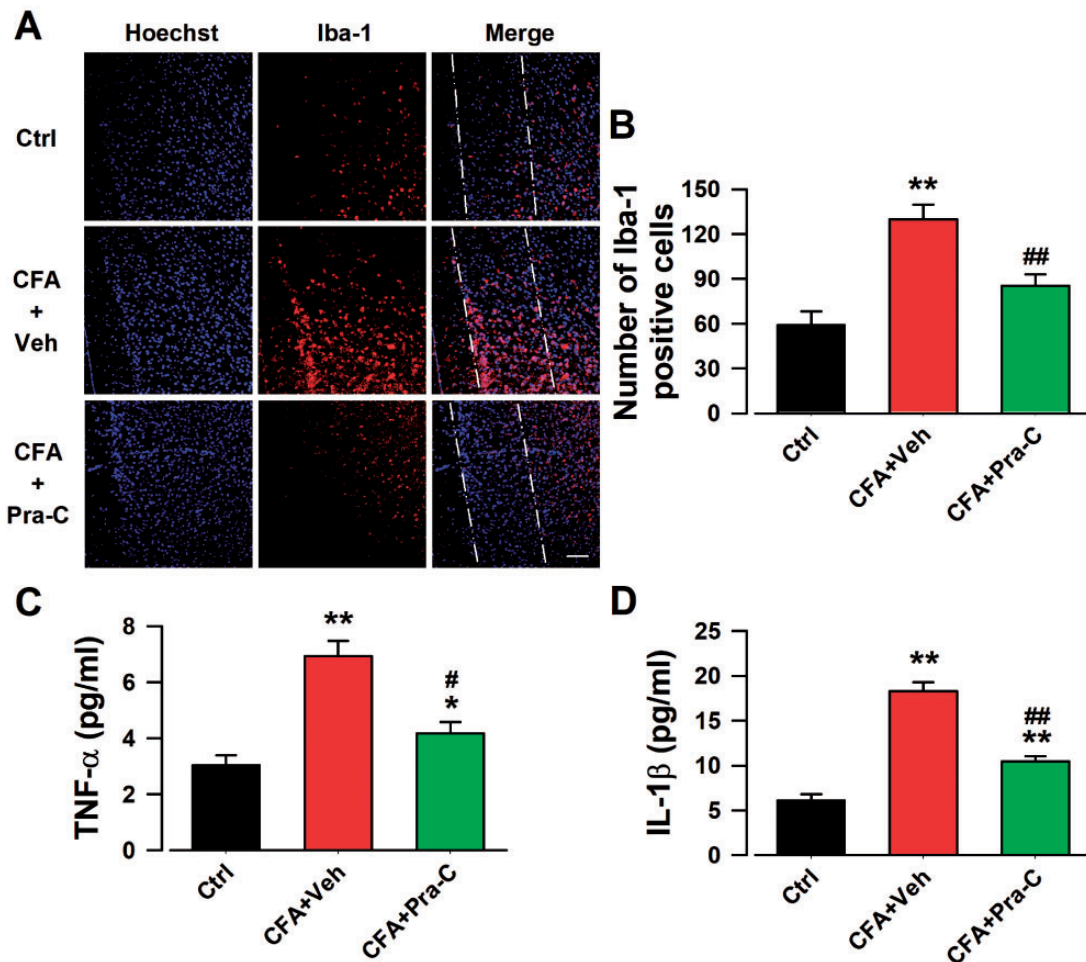 A
Hoechst Iba-1 Merge
Ctrl
CFA
+
Veh
CFA
+
Pra-C
B
Number of Iba-1
positive cells
150
120
90
60
30
0
**
##
Ctrl
CFA+Veh
CFA+Pra-C
C
TNF-α (pg/ml)
8
6
4
2
0
**
#
*
Ctrl
CFA+Veh
CFA+Pra-C
D
IL-1β (pg/ml)
25
20
15
10
5
0
**
##
**
Ctrl
CFA+Veh
CFA+Pra-C